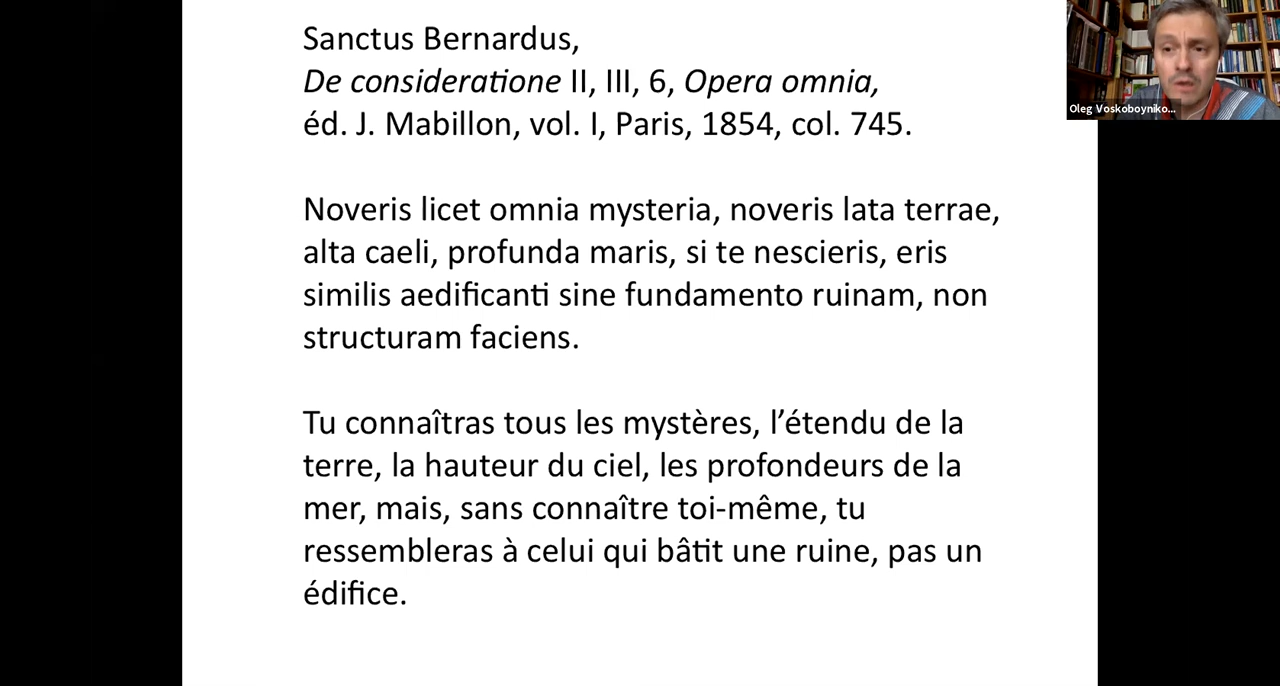 Sanctus Bernardus,
De consideratione II, III, 6, Opera omnia,
éd. J. Mabillon, vol. I, Paris, 1854, col. 745.
Noveris licet omnia mysteria, noveris lata terrae,
alta caeli, profunda maris, si te nescieris, eris
similis aedificanti sine fundamento ruinam, non
structuram faciens.
Tu connaîtras tous les mystères, l’étendu de la
terre, la hauteur du ciel, les profondeurs de la
mer, mais, sans connaître toi-même, tu
ressembleras à celui qui bâtit une ruine, pas un
édifice.
Oleg Voskoboyniko...